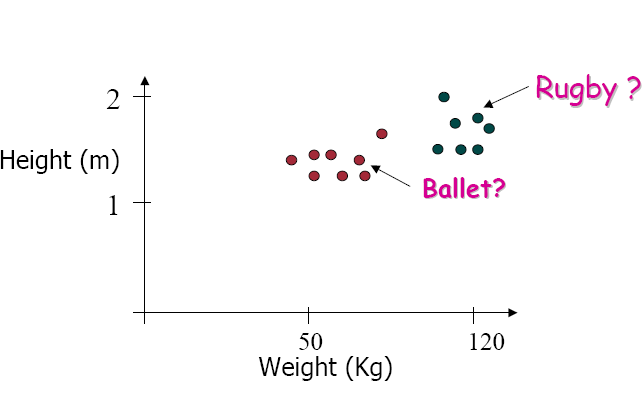 Rugby ?
2
Height (m)
Ballet?
1
50
120
Weight (Kg)